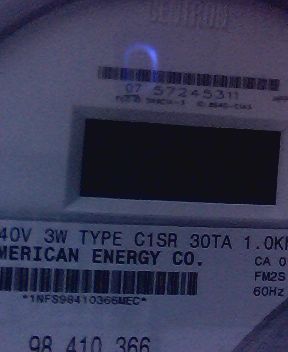 CENTRON
07 57245311
40V 3W TYPE C1SR 30TA 1.0K
MERICAN ENERGY CO.
CA 0
FM2S
60Hz
*1NFS98410366MEC*
98 410 366